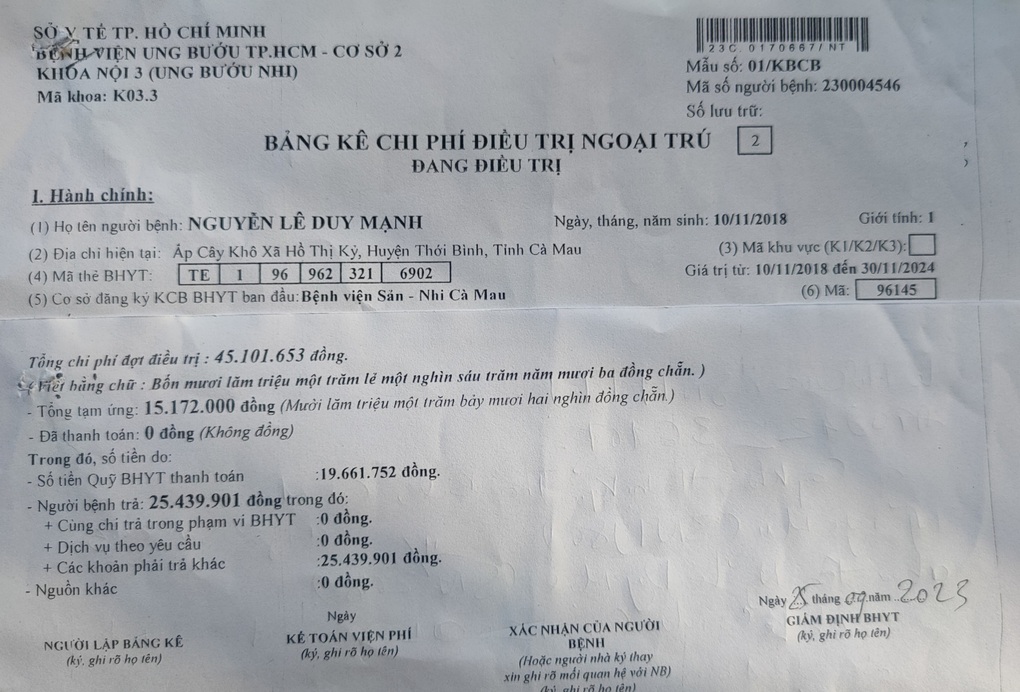 SỞ Y TẾ TP. HỒ CHÍ MINH
BỆNH VIỆN UNG BƯỚU TP.HCM - CƠ SỞ 2
KHOA NỘI 3 (UNG BƯỚU NHI)
Mã khoa: K03.3
23C.0170667/NT
Mẫu số: 01/KBCB
Mã số người bệnh: 230004546
Số lưu trữ:
BẢNG KÊ CHI PHÍ ĐIỀU TRỊ NGOẠI TRÚ 2
ĐANG ĐIỀU TRỊ
I. Hành chính:
(1) Họ tên người bệnh: NGUYỄN LÊ DUY MẠNH Ngày, tháng, năm sinh: 10/11/2018 Giới tính: 1
(2) Địa chỉ hiện tại: Ấp Cây Khô Xã Hồ Thị Kỷ, Huyện Thới Bình, Tỉnh Cà Mau (3) Mã khu vực (K1/K2/K3):
(4) Mã thẻ BHYT: TE 1 96 962 321 6902 Giá trị từ: 10/11/2018 đến 30/11/2024
(5) Cơ sở đăng ký KCB BHYT ban đầu: Bệnh viện Sản - Nhi Cà Mau (6) Mã: 96145
Tổng chi phí đợt điều trị : 45.101.653 đồng.
(Viết bằng chữ : Bốn mươi lăm triệu một trăm lẻ một nghìn sáu trăm năm mươi ba đồng chẵn. )
- Tổng tạm ứng: 15.172.000 đồng (Mười lăm triệu một trăm bảy mươi hai nghìn đồng chẵn.)
- Đã thanh toán: 0 đồng (Không đồng)
Trong đó, số tiền do:
- Số tiền Quỹ BHYT thanh toán :19.661.752 đồng.
- Người bệnh trả: 25.439.901 đồng trong đó:
+ Cùng chi trả trong phạm vi BHYT :0 đồng.
+ Dịch vụ theo yêu cầu :0 đồng.
+ Các khoản phải trả khác :25.439.901 đồng.
- Nguồn khác :0 đồng.
Ngày tháng 09 năm 2023
Ngày
NGƯỜI LẬP BẢNG KÊ KẾ TOÁN VIỆN PHÍ XÁC NHẬN CỦA NGƯỜI BỆNH GIÁM ĐỊNH BHYT
(ký, ghi rõ họ tên) (ký, ghi rõ họ tên) (Hoặc người nhà ký thay (ký, ghi rõ họ tên)
xin ghi rõ mối quan hệ với NB)
(ký, ghi rõ họ tên)